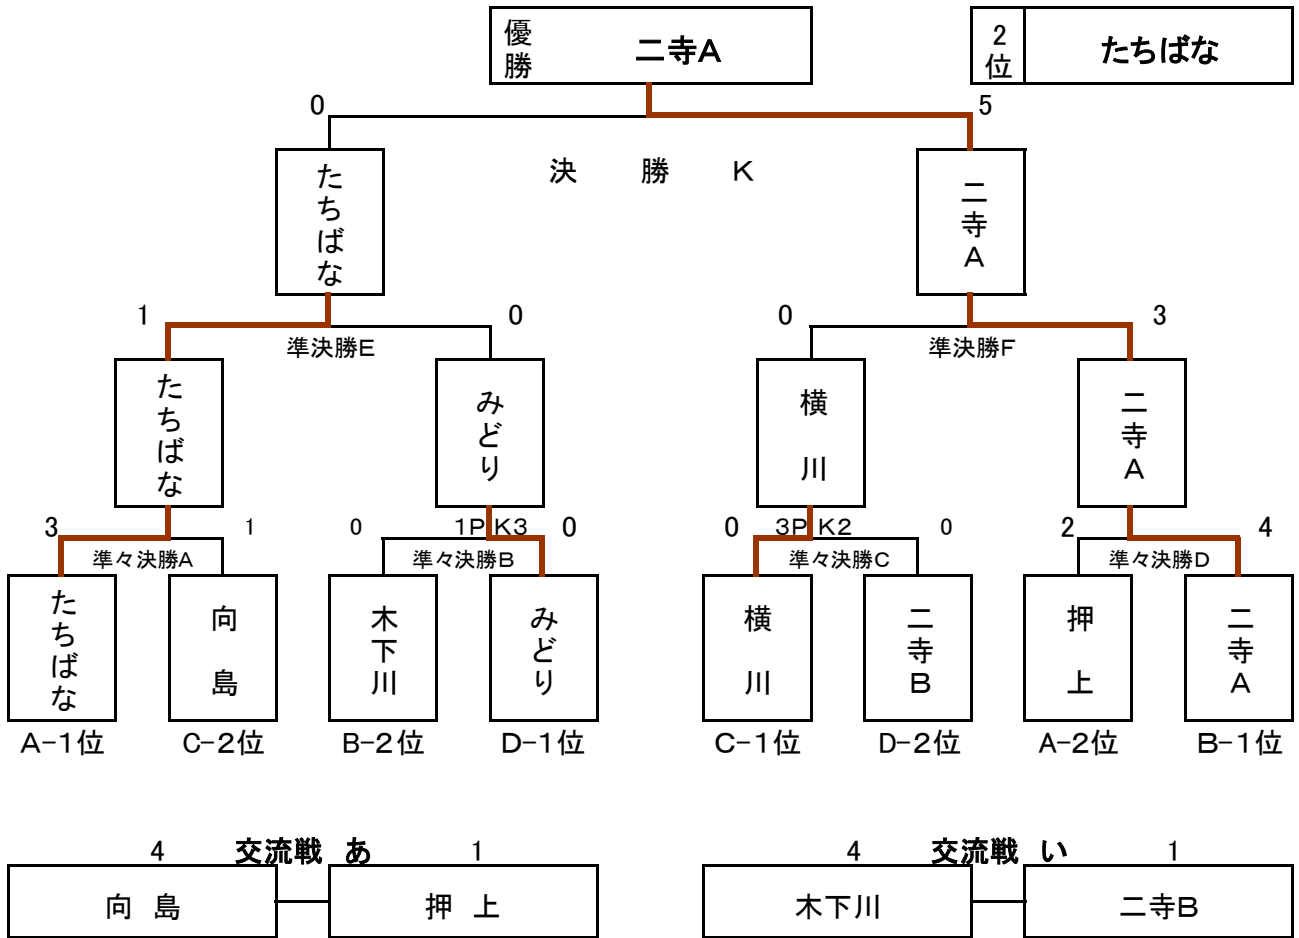 優勝 二寺A
2位 たちばな
0 5
決 勝 K
たちばな 二寺A
1 0 0 3
準決勝E 準決勝F
たちばな みどり 横川 二寺A
3 1 0 1PK3 0 0 3PK2 0 2 4
準々決勝A 準々決勝B 準々決勝C 準々決勝D
たちばな 向島 木下川 みどり 横川 二寺B 押上 二寺A
A-1位 C-2位 B-2位 D-1位 C-1位 D-2位 A-2位 B-1位
4 交流戦 あ 1 4 交流戦 い 1
向 島 押 上 木下川 二寺B